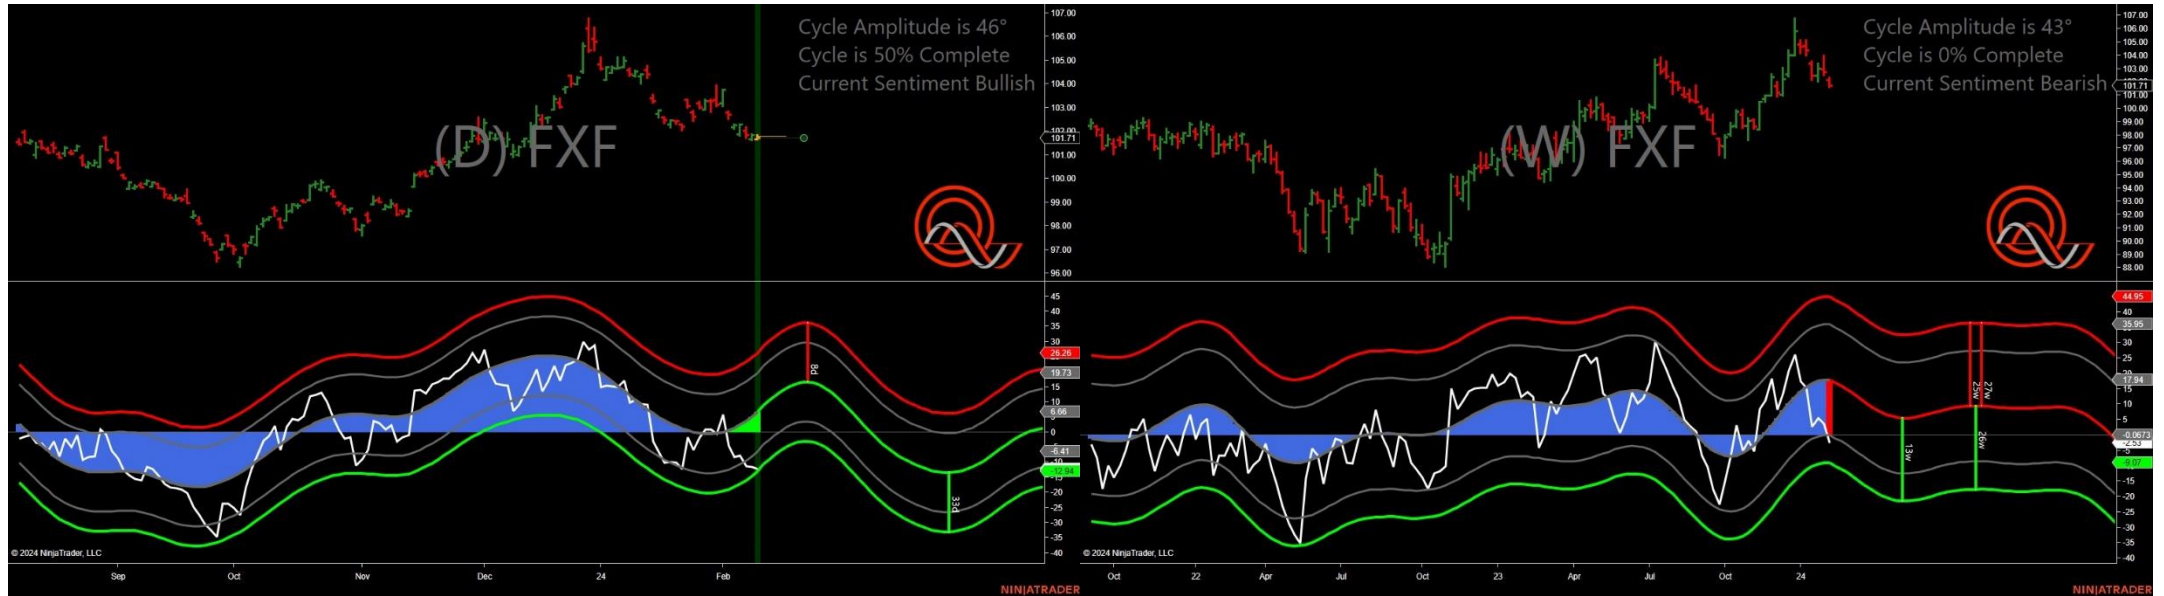 Cycle Amplitude is 46°
Cycle is 50% Complete
Current Sentiment Bullish
(D) FXF
107.00
106.00
105.00
104.00
103.00
102.00
101.71
101.00
100.00
99.00
98.00
97.00
96.00
45
40
35
30
26.26
19.73
15
10
6.66
5
0
-6.41
-10
-12.94
-20
-25
-30
-35
-40
8d
33d
© 2024 NinjaTrader, LLC
Sep
Oct
Nov
Dec
24
Feb
NINJATRADER
Cycle Amplitude is 43°
Cycle is 0% Complete
Current Sentiment Bearish
(W) FXF
107.00
106.00
105.00
104.00
103.00
101.71
101.00
100.00
99.00
98.00
97.00
96.00
95.00
94.00
93.00
92.00
91.00
90.00
89.00
88.00
44.95
40
35.95
30
25
17.94
10
5
-0.0673
-2.53
-9.07
-15
-20
-25
-30
-35
-40
25w
27w
13w
26w
© 2024 NinjaTrader, LLC
Oct
22
Apr
Jul
Oct
23
Apr
Jul
Oct
24
NINJATRADER